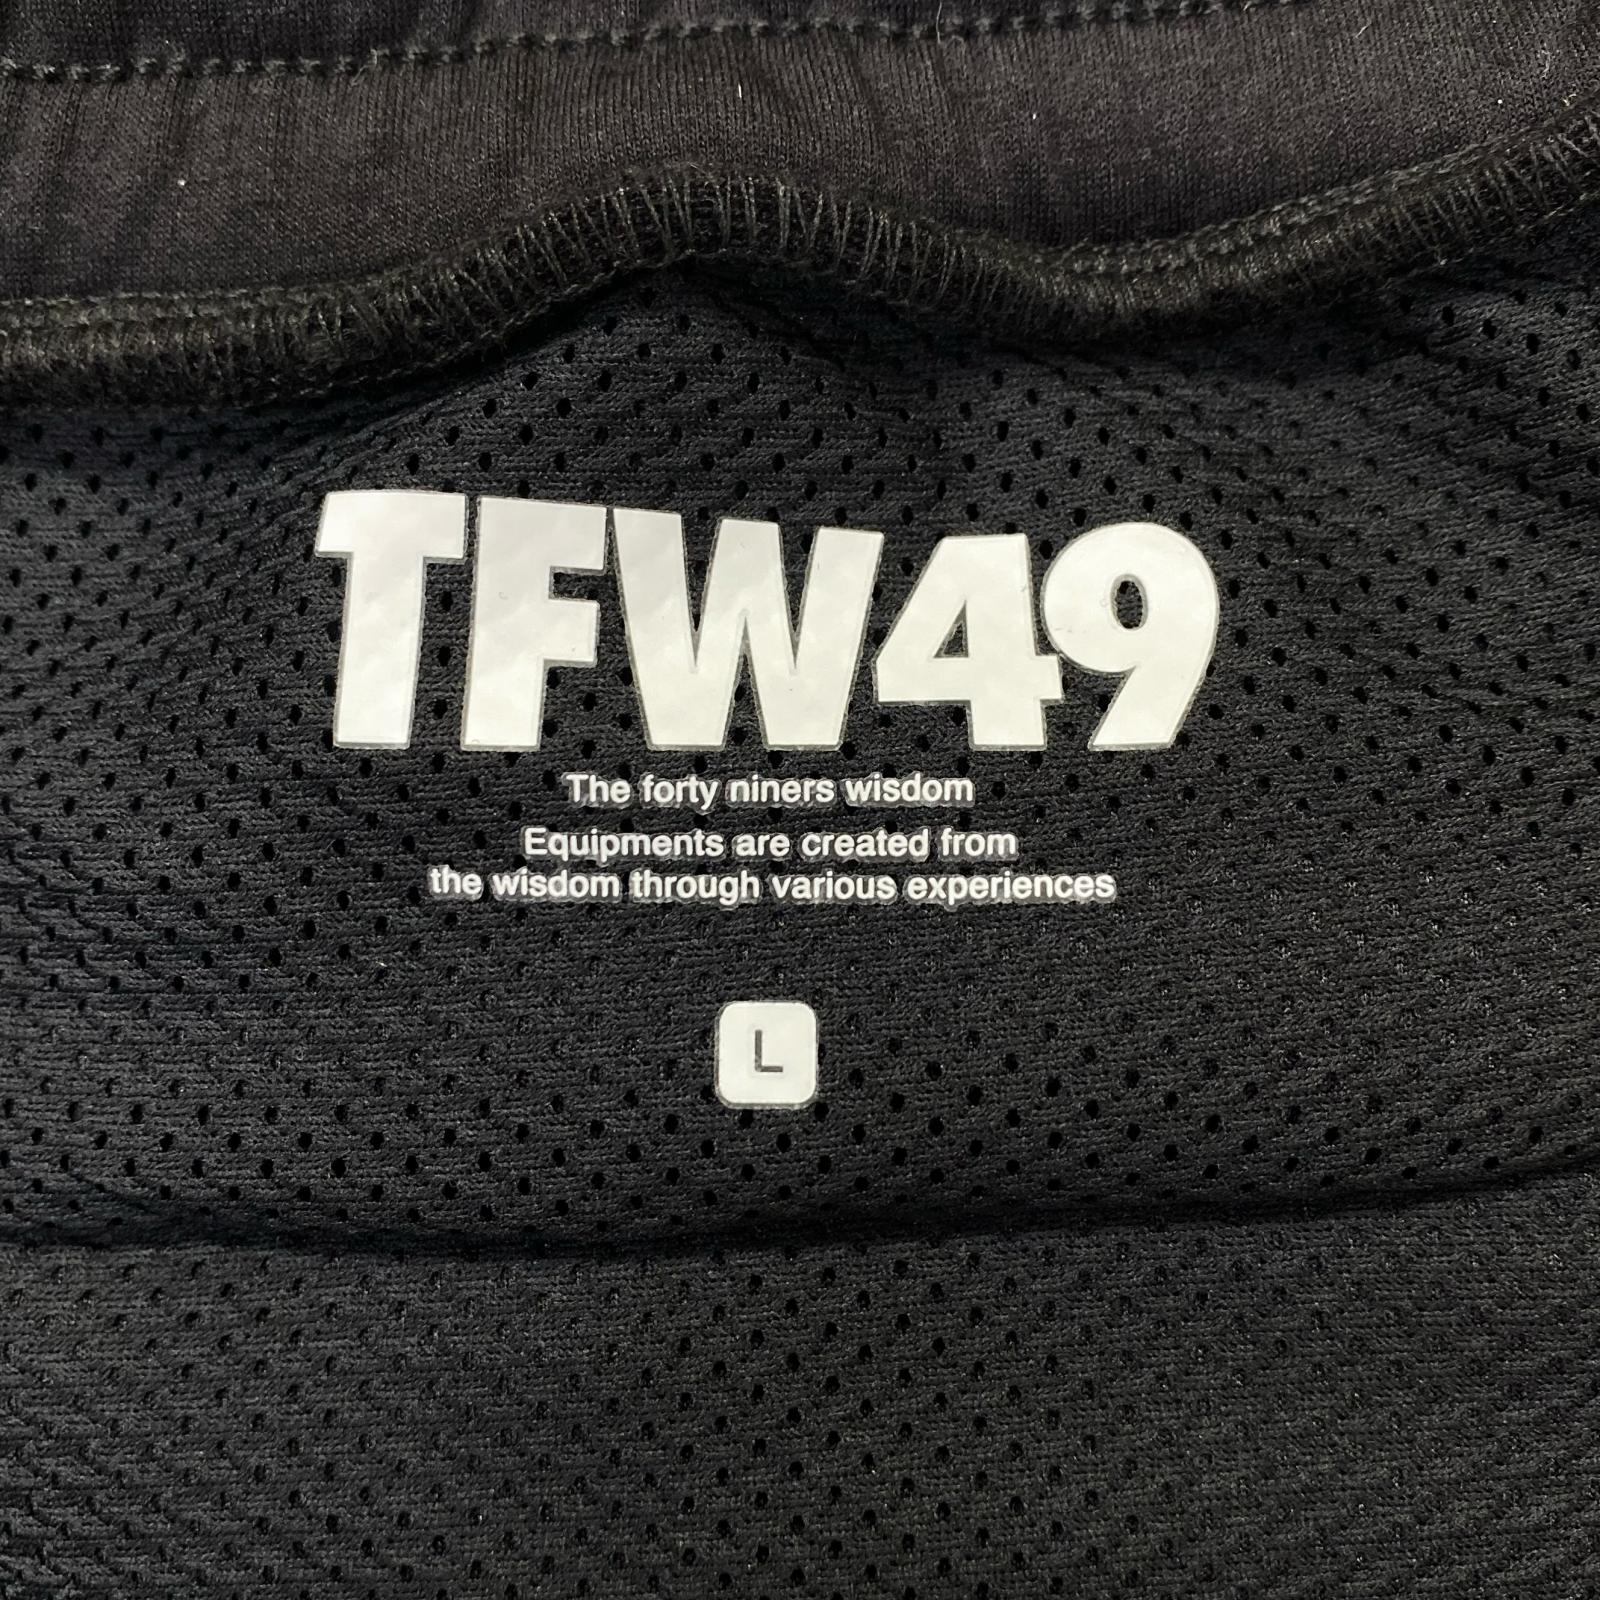 TFW49
The forty niners wisdom
Equipments are created from
the wisdom through various experiences
L